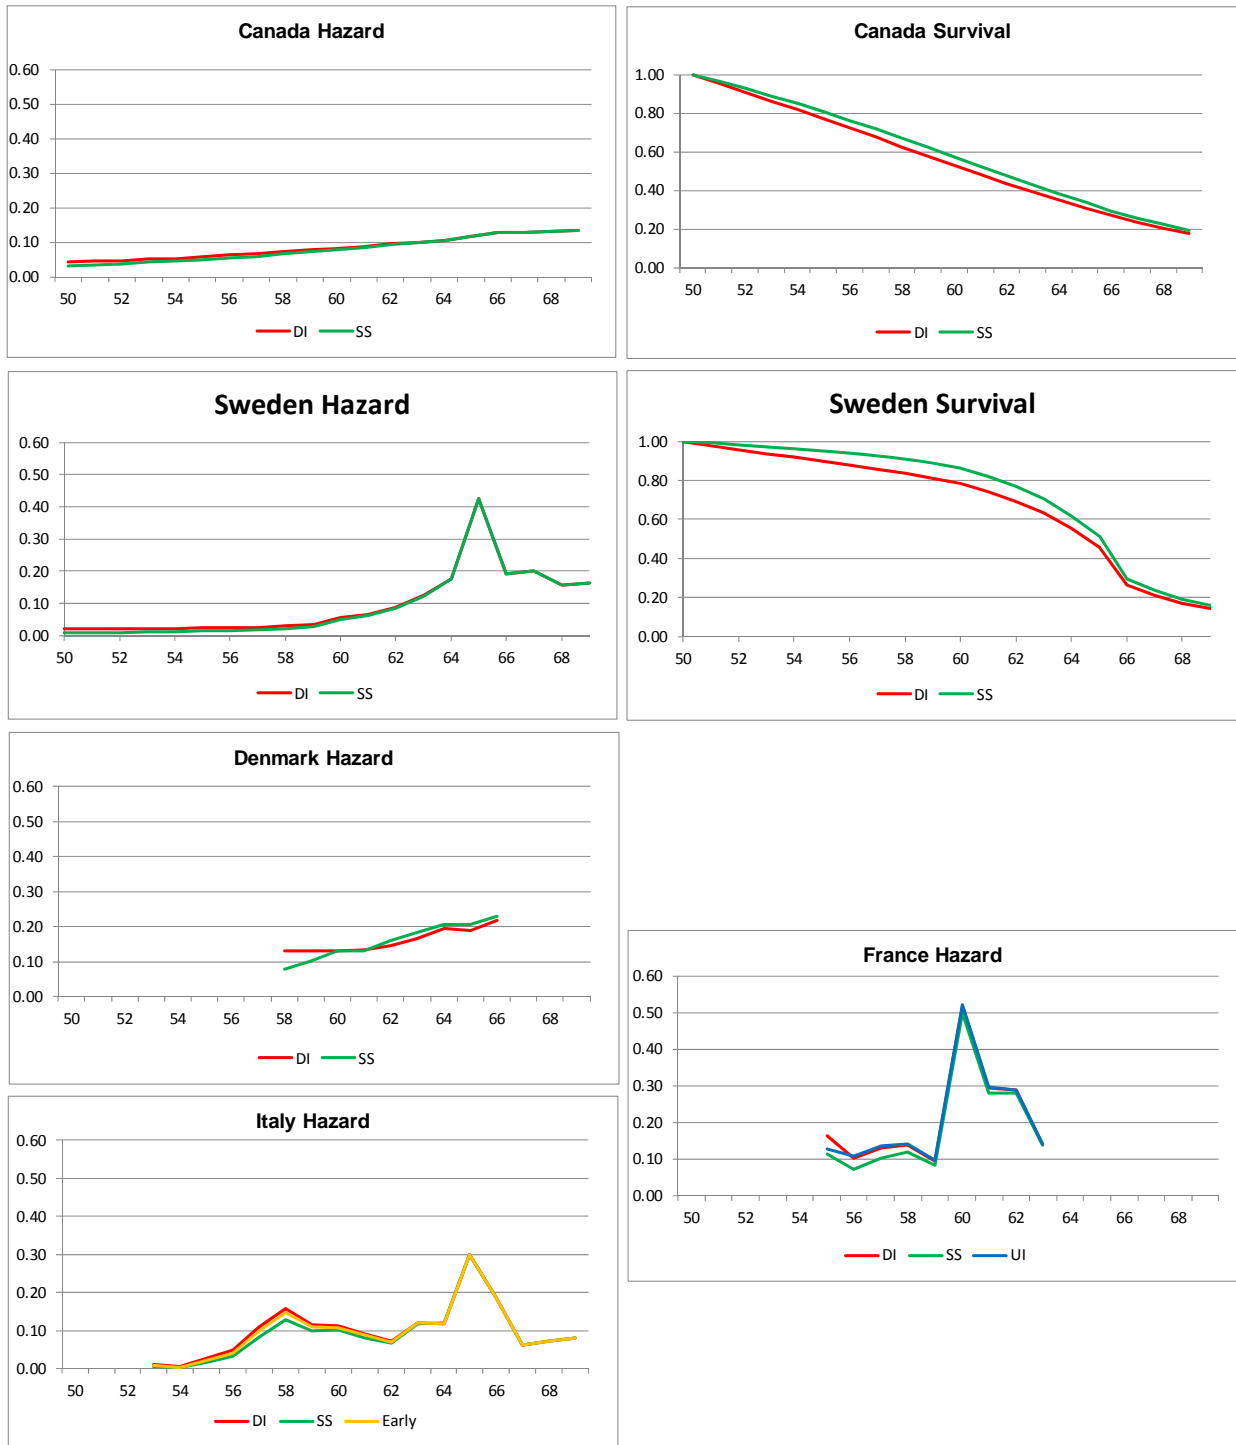 Canada Hazard
0.60
0.50
0.40
0.30
0.20
0.10
0.00
50 52 54 56 58 60 62 64 66 68
DI SS
Canada Survival
1.00
0.80
0.60
0.40
0.20
0.00
50 52 54 56 58 60 62 64 66 68
DI SS
Sweden Hazard
0.60
0.50
0.40
0.30
0.20
0.10
0.00
50 52 54 56 58 60 62 64 66 68
DI SS
Sweden Survival
1.00
0.80
0.60
0.40
0.20
0.00
50 52 54 56 58 60 62 64 66 68
DI SS
Denmark Hazard
0.60
0.50
0.40
0.30
0.20
0.10
0.00
50 52 54 56 58 60 62 64 66 68
DI SS
France Hazard
0.60
0.50
0.40
0.30
0.20
0.10
0.00
50 52 54 56 58 60 62 64 66 68
DI SS UI
Italy Hazard
0.60
0.50
0.40
0.30
0.20
0.10
0.00
50 52 54 56 58 60 62 64 66 68
DI SS Early